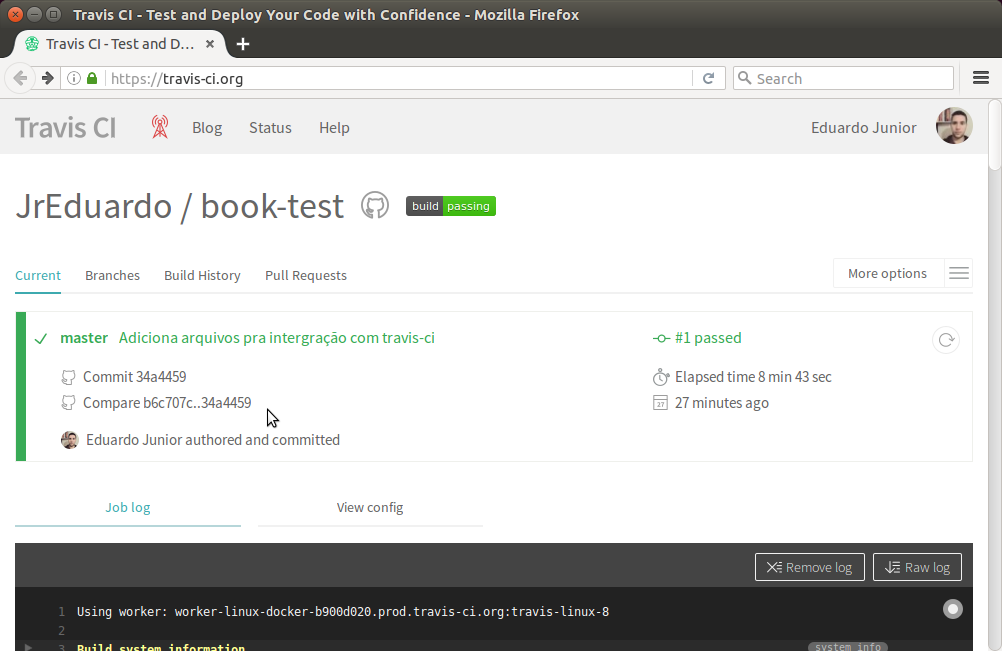 Travis CI - Test and Deploy Your Code with Confidence - Mozilla Firefox
Travis CI - Test and D...
https://travis-ci.org
Search
Travis CI Blog Status Help Eduardo Junior
JrEduardo / book-test build passing
Current Branches Build History Pull Requests More options
master Adiciona arquivos pra intergração com travis-ci #1 passed
Commit 34a4459 Elapsed time 8 min 43 sec
Compare b6c707c..34a4459 27 minutes ago
Eduardo Junior authored and committed
Job log View config
Remove log Raw log
1 Using worker: worker-linux-docker-b900d020.prod.travis-ci.org:travis-linux-8
2
3 Build system information system_info